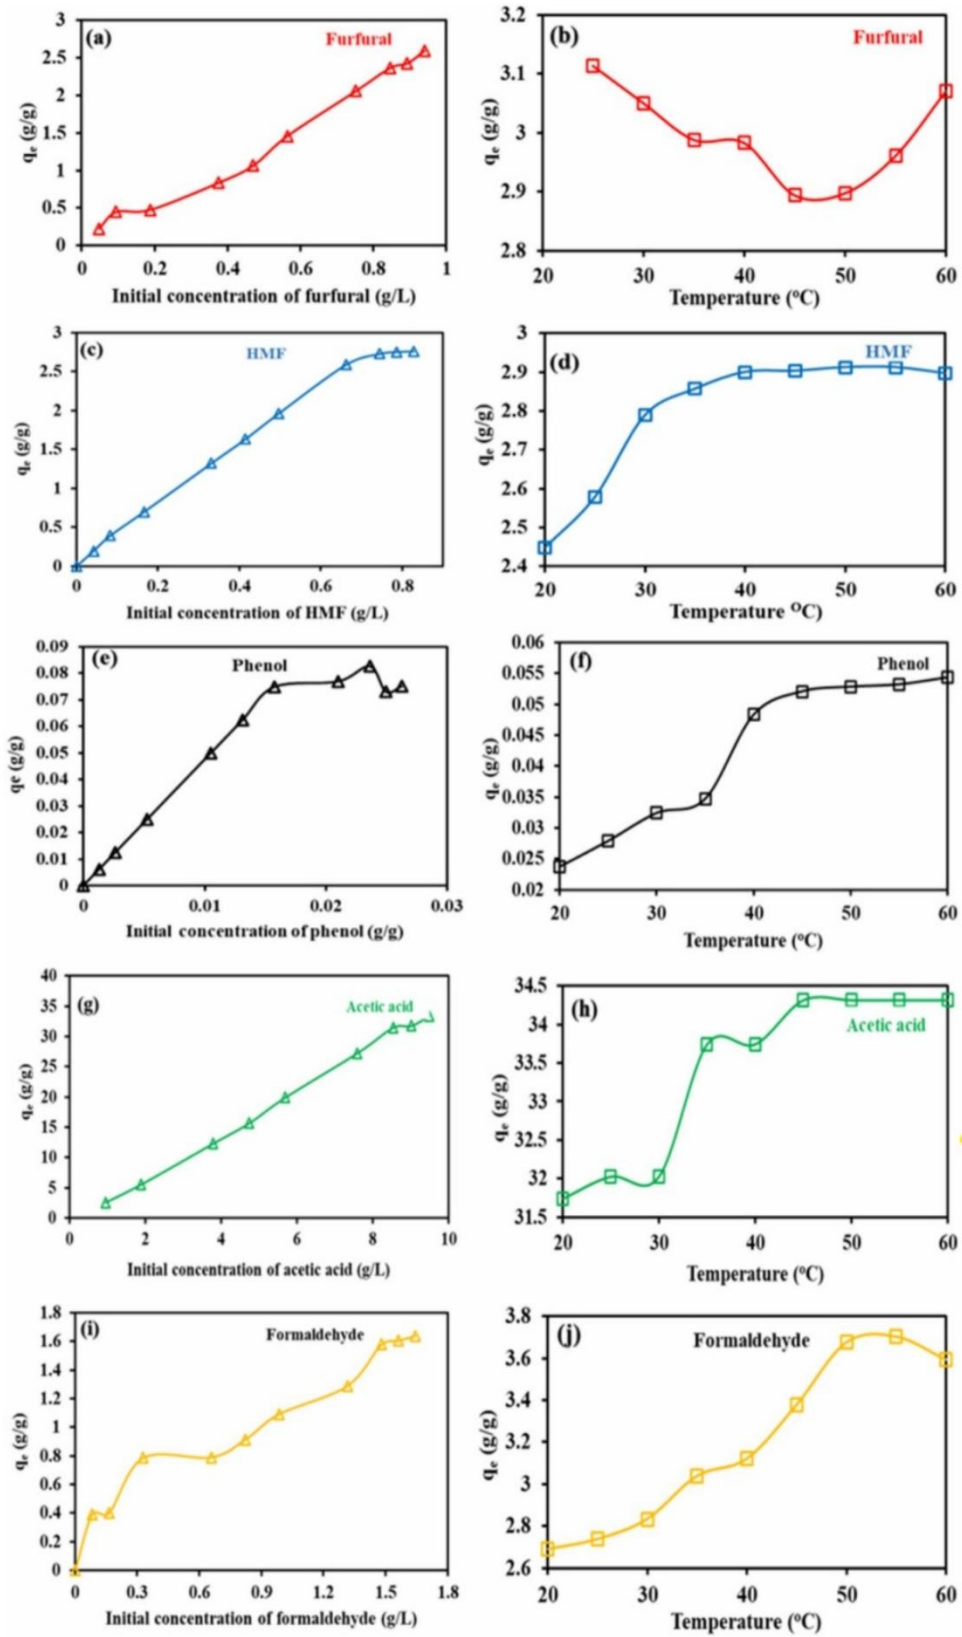 (a)
Furfural
3
2.5
2
1.5
1
0.5
0
qe (g/g)
0 0.2 0.4 0.6 0.8 1
Initial concentration of furfural (g/L)
(b)
Furfural
3.2
3.1
3
2.9
2.8
qe (g/g)
20 30 40 50 60
Temperature (oC)
(c)
HMF
3
2.5
2
1.5
1
0.5
0
qe (g/g)
0 0.2 0.4 0.6 0.8
Initial concentration of HMF (g/L)
(d)
HMF
3
2.9
2.8
2.7
2.6
2.5
2.4
qe (g/g)
20 30 40 50 60
Temperature OC)
(e)
Phenol
0.09
0.08
0.07
0.06
0.05
0.04
0.03
0.02
0.01
0
qe (g/g)
0 0.01 0.02 0.03
Initial concentration of phenol (g/g)
(f)
Phenol
0.06
0.055
0.05
0.045
0.04
0.035
0.03
0.025
0.02
qe (g/g)
20 30 40 50 60
Temperature (oC)
(g)
Acetic acid
40
35
30
25
20
15
10
5
0
qe (g/g)
0 2 4 6 8 10
Initial concentration of acetic acid (g/L)
(h)
Acetic acid
34.5
34
33.5
33
32.5
32
31.5
qe (g/g)
20 30 40 50 60
Temperature (oC)
(i)
Formaldehyde
1.8
1.6
1.4
1.2
1
0.8
0.6
0.4
0.2
0
qe (g/g)
0 0.3 0.6 0.9 1.2 1.5 1.8
Initial concentration of formaldehyde (g/L)
(j)
Formaldehyde
3.8
3.6
3.4
3.2
3
2.8
2.6
qe (g/g)
20 30 40 50 60
Temperature (oC)